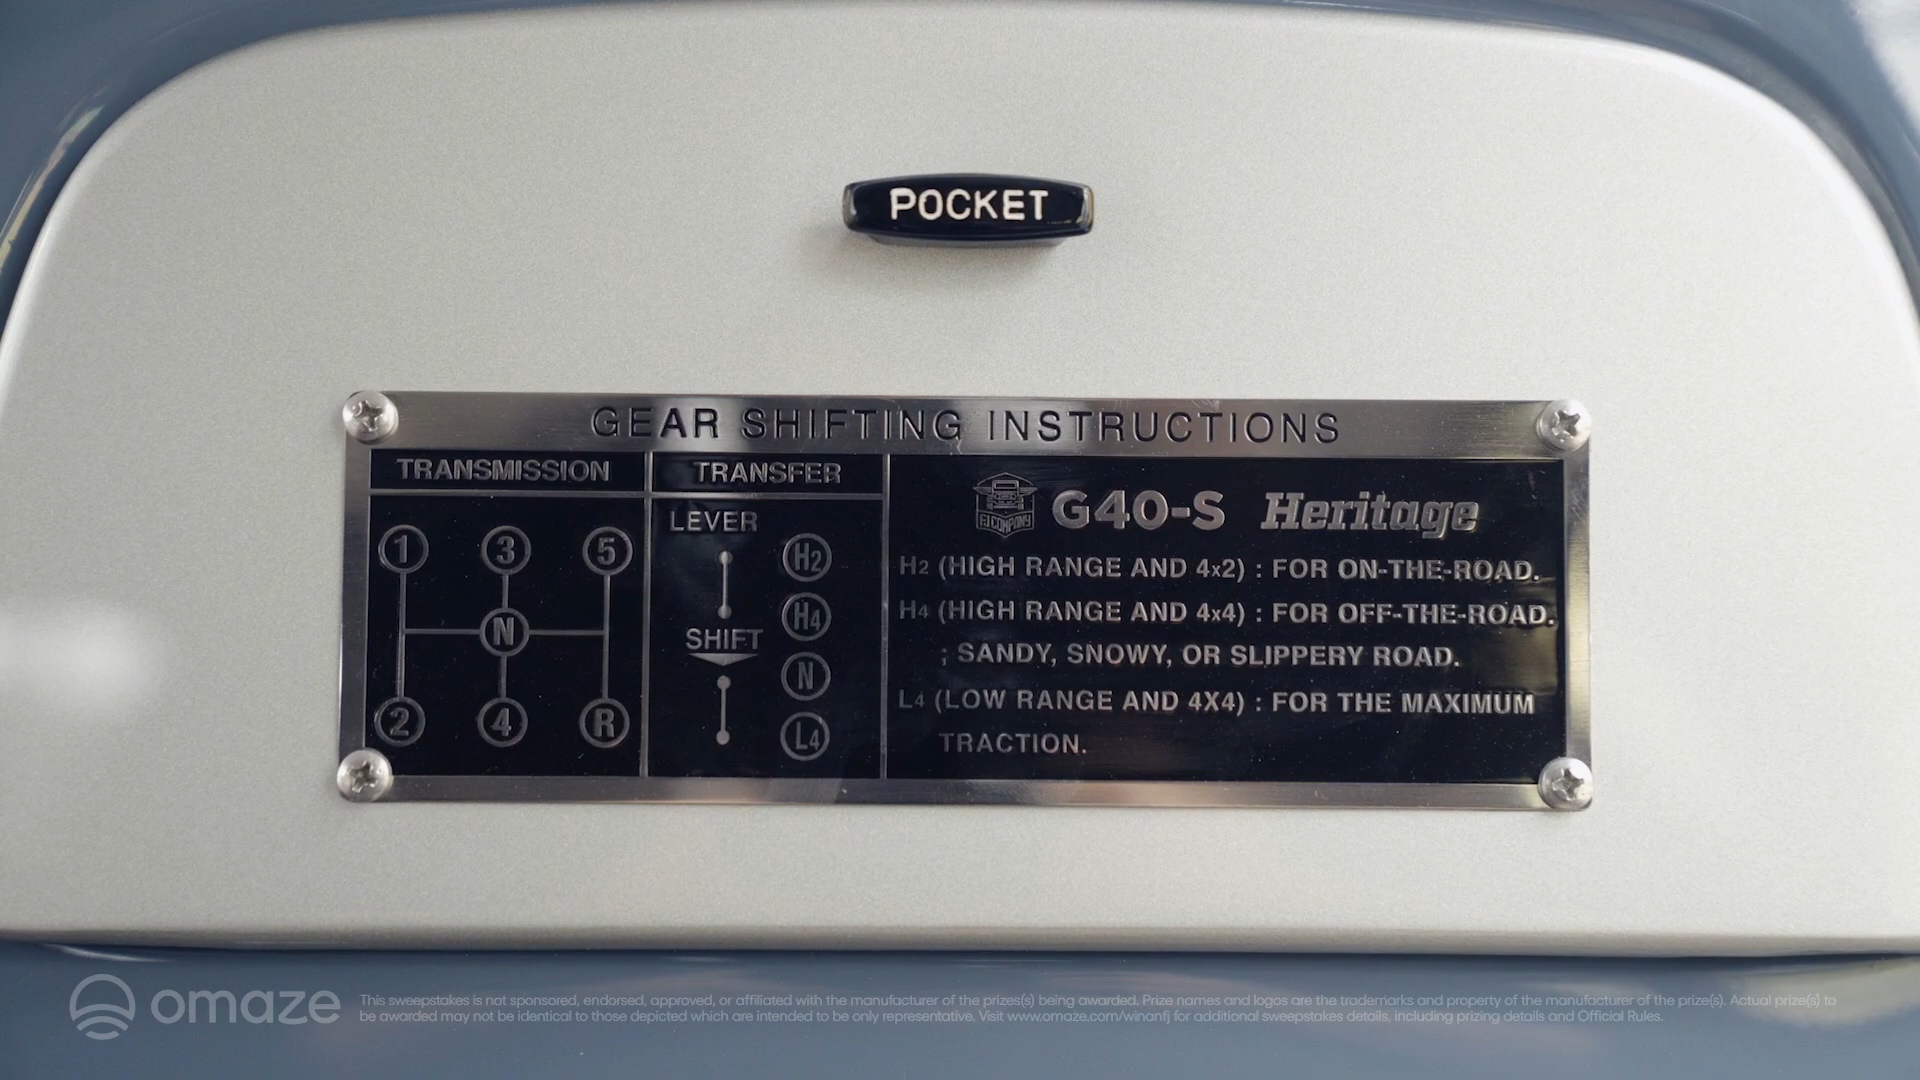 POCKET
GEAR SHIFTING INSTRUCTIONS
TRANSMISSION
1 3 5
N
2 4 R
TRANSFER
LEVER
SHIFT
H2
H4
N
L4
FJ COMPANY
G40-S Heritage
H2 (HIGH RANGE AND 4x2) : FOR ON-THE-ROAD.
H4 (HIGH RANGE AND 4x4) : FOR OFF-THE-ROAD.
; SANDY, SNOWY, OR SLIPPERY ROAD.
L4 (LOW RANGE AND 4X4) : FOR THE MAXIMUM
TRACTION.
omaze
This sweepstakes is not sponsored, endorsed, approved, or affiliated with the manufacturer of the prizes(s) being awarded. Prize names and logos are the trademarks and property of the manufacturer of the prize(s). Actual prize(s) to
be awarded may not be identical to those depicted which are intended to be only representative. Visit www.omaze.com/winanfj for additional sweepstakes details, including prizing details and Official Rules.